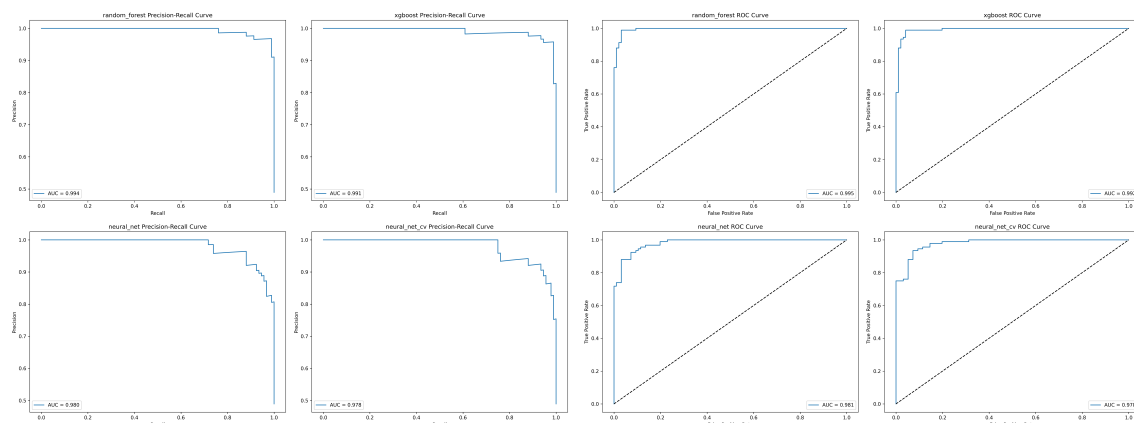 random_forest Precision-Recall Curve
1.0
0.9
0.8
0.7
0.6
0.5
Precision
AUC = 0.994
0.0 0.2 0.4 0.6 0.8 1.0
Recall
xgboost Precision-Recall Curve
1.0
0.9
0.8
0.7
0.6
0.5
Precision
AUC = 0.991
0.0 0.2 0.4 0.6 0.8 1.0
Recall
random_forest ROC Curve
1.0
0.8
0.6
0.4
0.2
0.0
True Positive Rate
AUC = 0.995
0.0 0.2 0.4 0.6 0.8 1.0
False Positive Rate
xgboost ROC Curve
1.0
0.8
0.6
0.4
0.2
0.0
True Positive Rate
AUC = 0.99
0.0 0.2 0.4 0.6 0.8 1.0
False Positive Rate
neural_net Precision-Recall Curve
1.0
0.9
0.8
0.7
0.6
0.5
Precision
AUC = 0.980
0.0 0.2 0.4 0.6 0.8 1.0
neural_net_cv Precision-Recall Curve
1.0
0.9
0.8
0.7
0.6
0.5
Precision
AUC = 0.978
0.0 0.2 0.4 0.6 0.8 1.0
neural_net ROC Curve
1.0
0.8
0.6
0.4
0.2
0.0
True Positive Rate
AUC = 0.981
0.0 0.2 0.4 0.6 0.8 1.0
neural_net_cv ROC Curve
1.0
0.8
0.6
0.4
0.2
0.0
True Positive Rate
AUC = 0.97
0.0 0.2 0.4 0.6 0.8 1.0